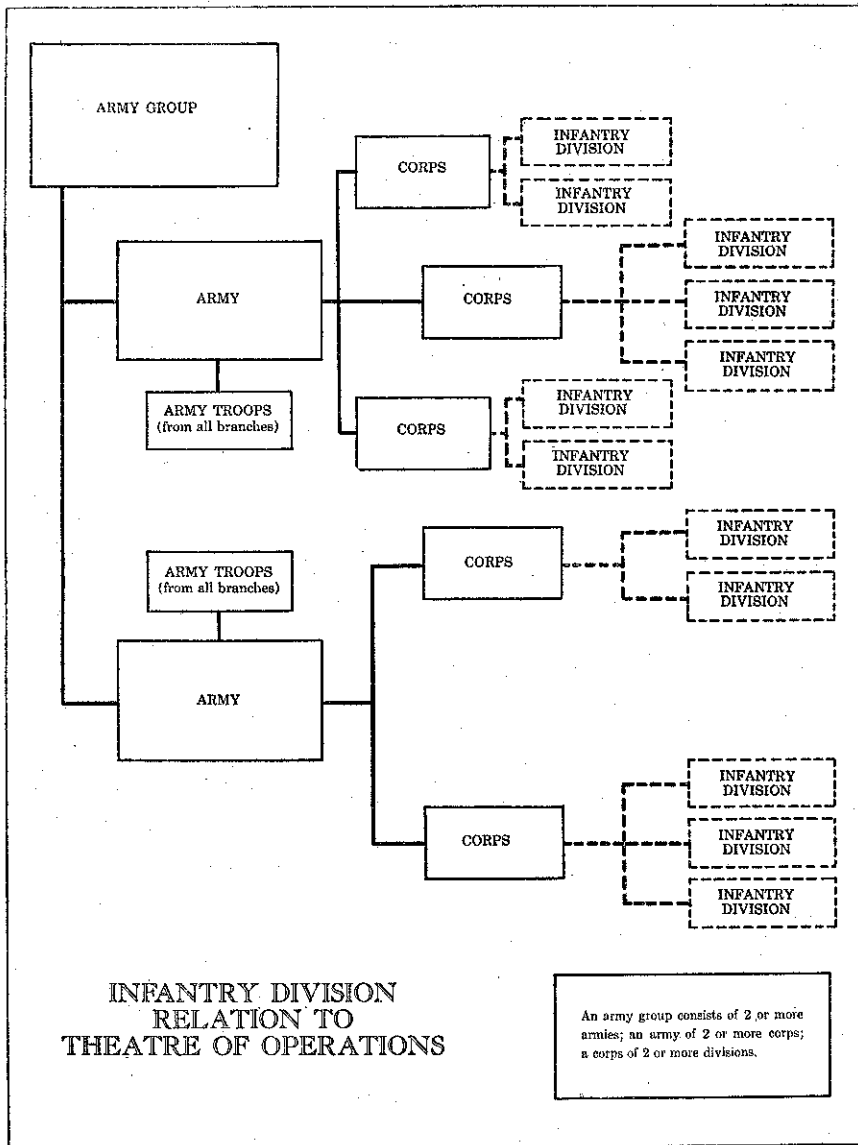 ARMY GROUP
CORPS
INFANTRY
DIVISION
INFANTRY
DIVISION
ARMY
CORPS
INFANTRY
DIVISION
INFANTRY
DIVISION
INFANTRY
DIVISION
ARMY TROOPS
(from all branches)
CORPS
INFANTRY
DIVISION
INFANTRY
DIVISION
ARMY TROOPS
(from all branches)
CORPS
INFANTRY
DIVISION
INFANTRY
DIVISION
ARMY
CORPS
INFANTRY
DIVISION
INFANTRY
DIVISION
INFANTRY
DIVISION
INFANTRY DIVISION
RELATION TO
THEATRE OF OPERATIONS
An army group consists of 2 or more
armies; an army of 2 or more corps;
a corps of 2 or more divisions.